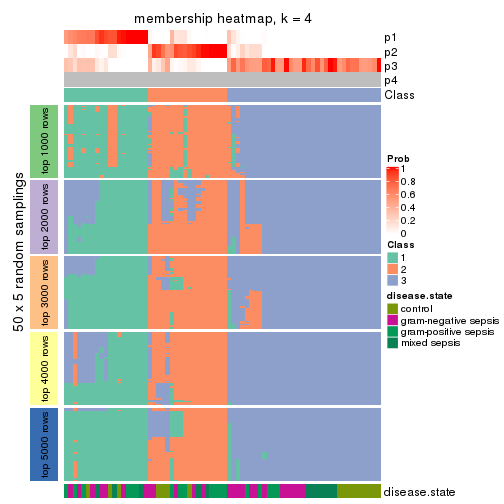 membership heatmap, k = 4
p1
p2
p3
p4
Class
50 x 5 random samplings
top 1000 rows
top 2000 rows
top 3000 rows
top 4000 rows
top 5000 rows
disease.state
Prob
1
0.8
0.6
0.4
0.2
0
Class
1
2
3
disease.state
control
gram-negative sepsis
gram-positive sepsis
mixed sepsis